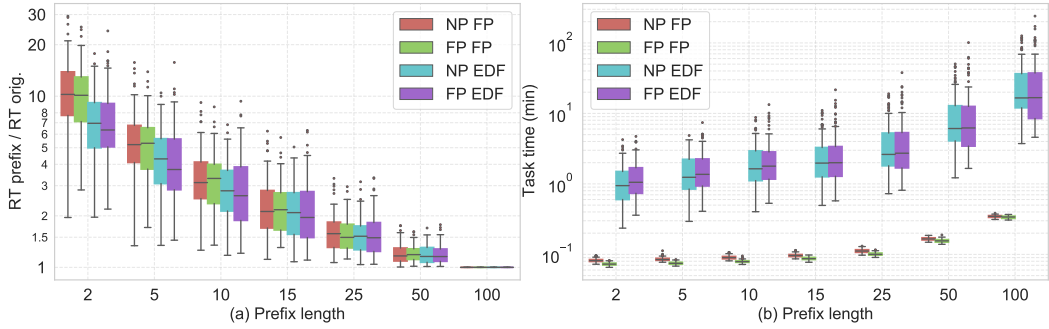 RT prefix / RT orig.
30
20
10
8
7
6
5
4
3
2
1.5
1
NP FP
FP FP
NP EDF
FP EDF
2 5 10 15 25 50 100
(a) Prefix length
Task time (min)
10²
10¹
10⁰
10⁻¹
NP FP
FP FP
NP EDF
FP EDF
2 5 10 15 25 50 100
(b) Prefix length